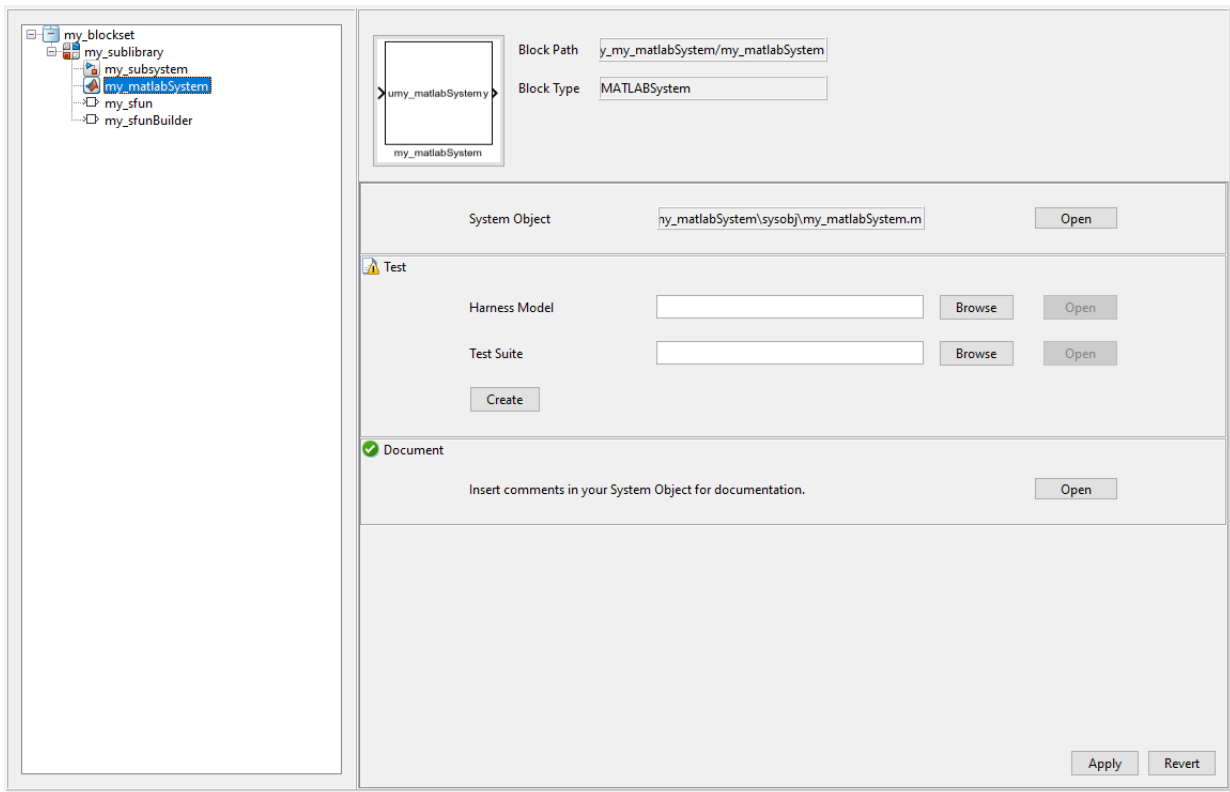 my_blockset
my_sublibrary
my_subsystem
my_matlabSystem
my_sfun
my_sfunBuilder
u my_matlabSystem y
my_matlabSystem
Block Path y_my_matlabSystem/my_matlabSystem
Block Type MATLABSystem
System Object ny_matlabSystem\sysobj\my_matlabSystem.m Open
Test
Harness Model Browse Open
Test Suite Browse Open
Create
Document
Insert comments in your System Object for documentation. Open
Apply Revert